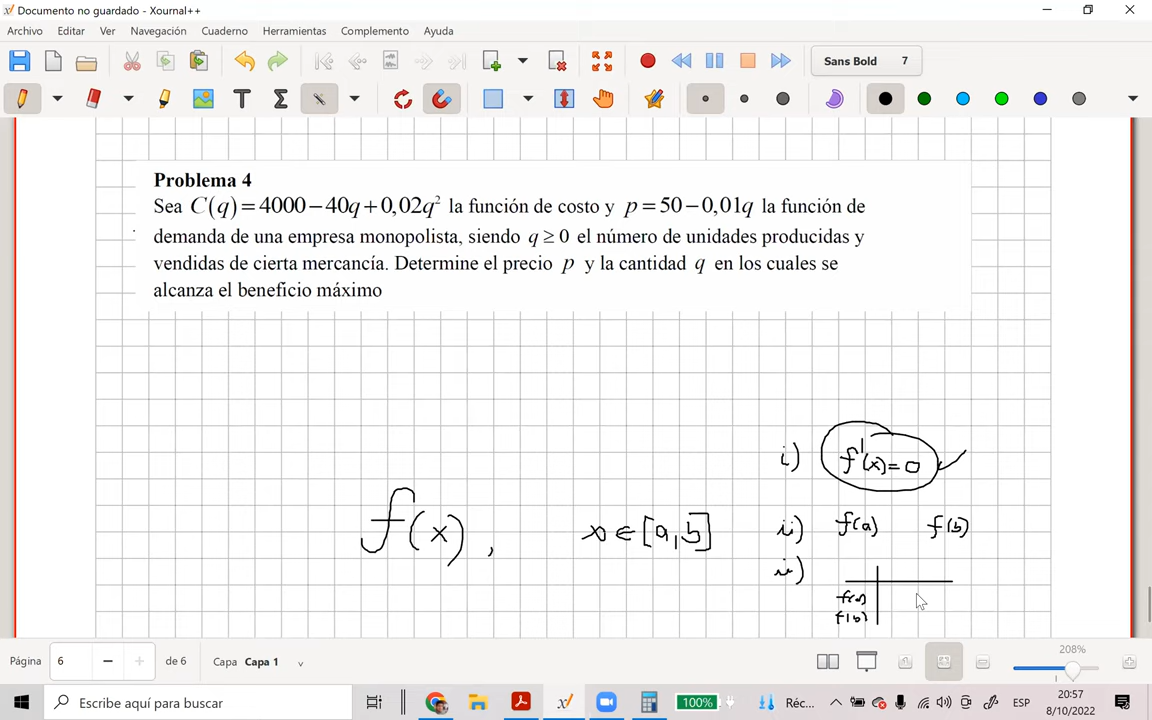 Documento no guardado - Xournal++
Archivo Editar Ver Navegación Cuaderno Herramientas Complemento Ayuda
Sans Bold 7
Problema 4
Sea C(q)=4000−40q+0,02q² la función de costo y p=50−0,01q la función de
demanda de una empresa monopolista, siendo q≥0 el número de unidades producidas y
vendidas de cierta mercancía. Determine el precio p y la cantidad q en los cuales se
alcanza el beneficio máximo
i) f'(x)=0
f(x), x∈[a,b] ii) f(a) f(b)
ii)
f(a)
f(b)
Página 6 de 6 Capa Capa 1 208%
Escribe aquí para buscar 100% Réc... ESP 20:57
8/10/2022